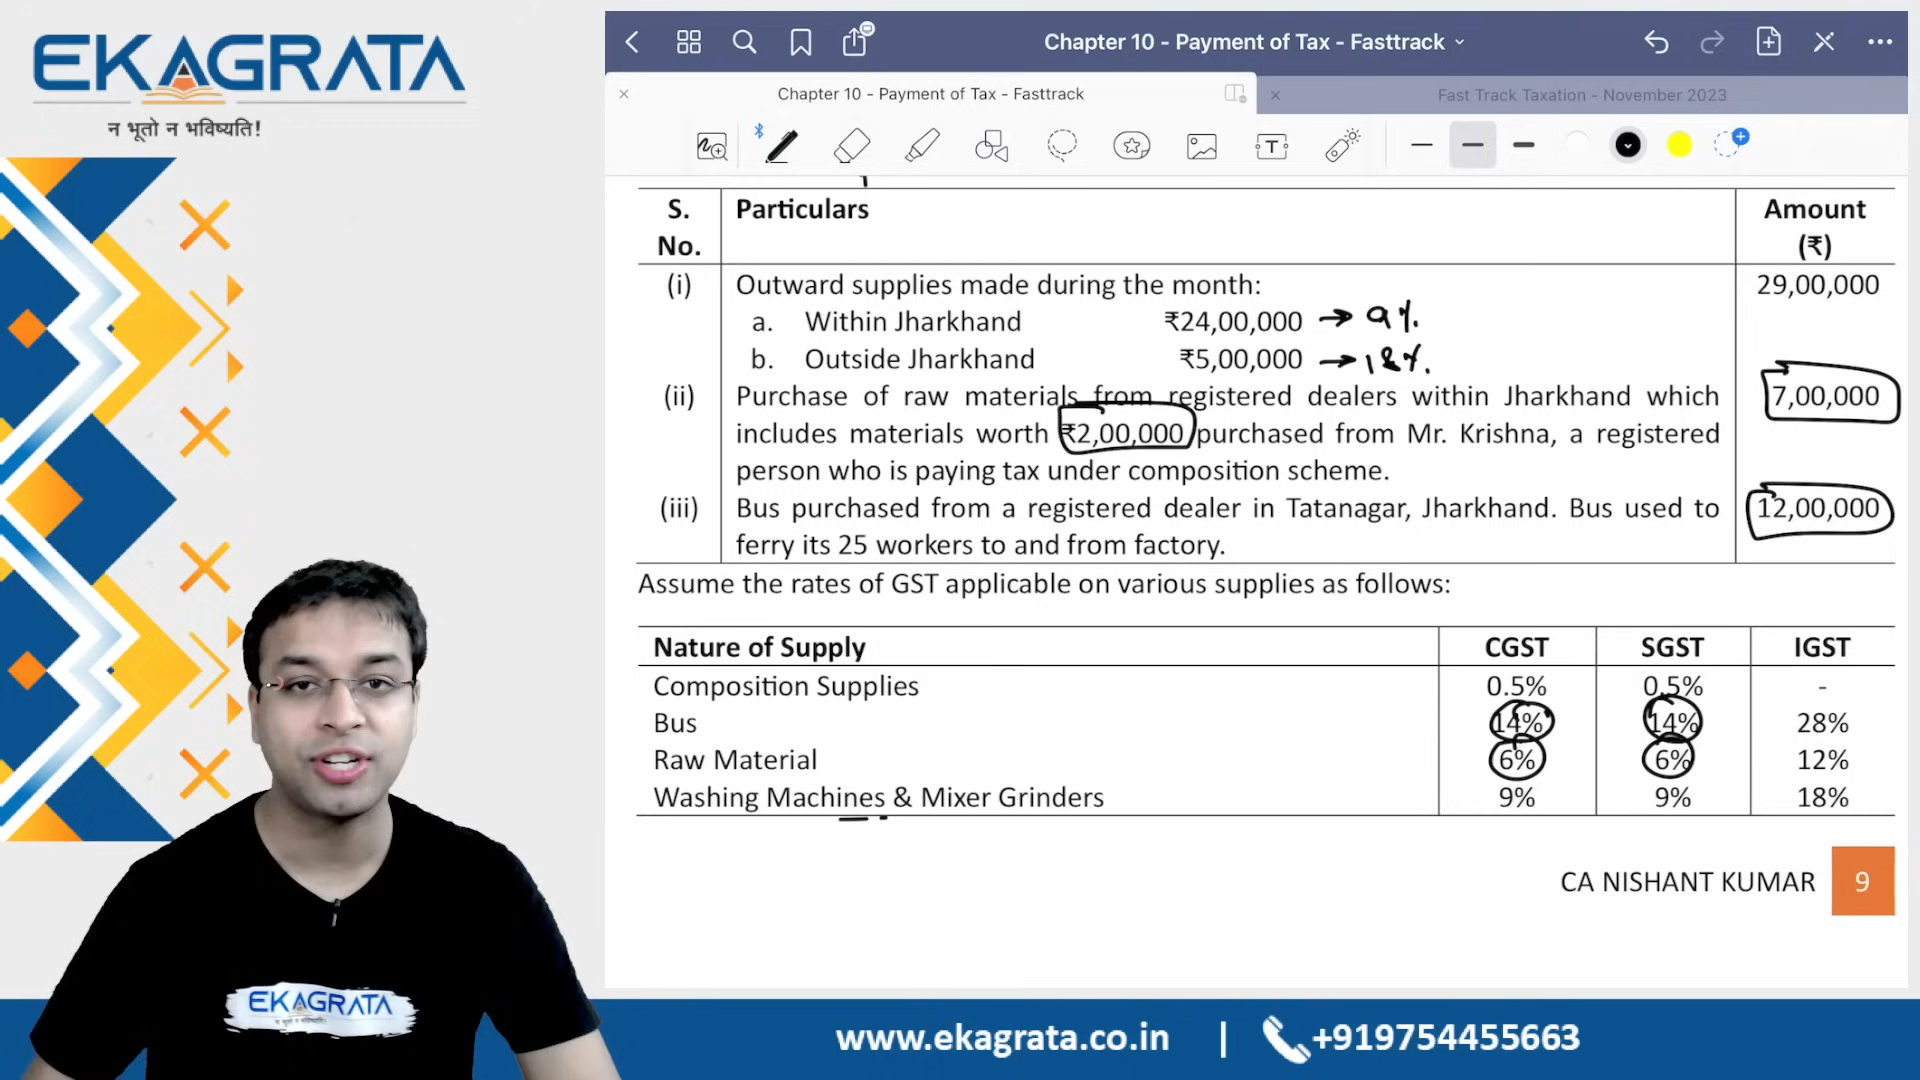 EKAGRATA
न भूतो न भविष्यति!
Chapter 10 - Payment of Tax - Fasttrack
Chapter 10 - Payment of Tax - Fasttrack
Fast Track Taxation - November 2023
S. No. Particulars Amount (₹)
(i) Outward supplies made during the month: 29,00,000
a. Within Jharkhand ₹24,00,000 → 9%
b. Outside Jharkhand ₹5,00,000 → 18%
(ii) Purchase of raw materials from registered dealers within Jharkhand which 7,00,000
includes materials worth ₹2,00,000 purchased from Mr. Krishna, a registered
person who is paying tax under composition scheme.
(iii) Bus purchased from a registered dealer in Tatanagar, Jharkhand. Bus used to 12,00,000
ferry its 25 workers to and from factory.
Assume the rates of GST applicable on various supplies as follows:
Nature of Supply CGST SGST IGST
Composition Supplies 0.5% 0.5% -
Bus 14% 14% 28%
Raw Material 6% 6% 12%
Washing Machines & Mixer Grinders 9% 9% 18%
CA NISHANT KUMAR 9
EKAGRATA
न भूतो न भविष्यति!
www.ekagrata.co.in | +919754455663